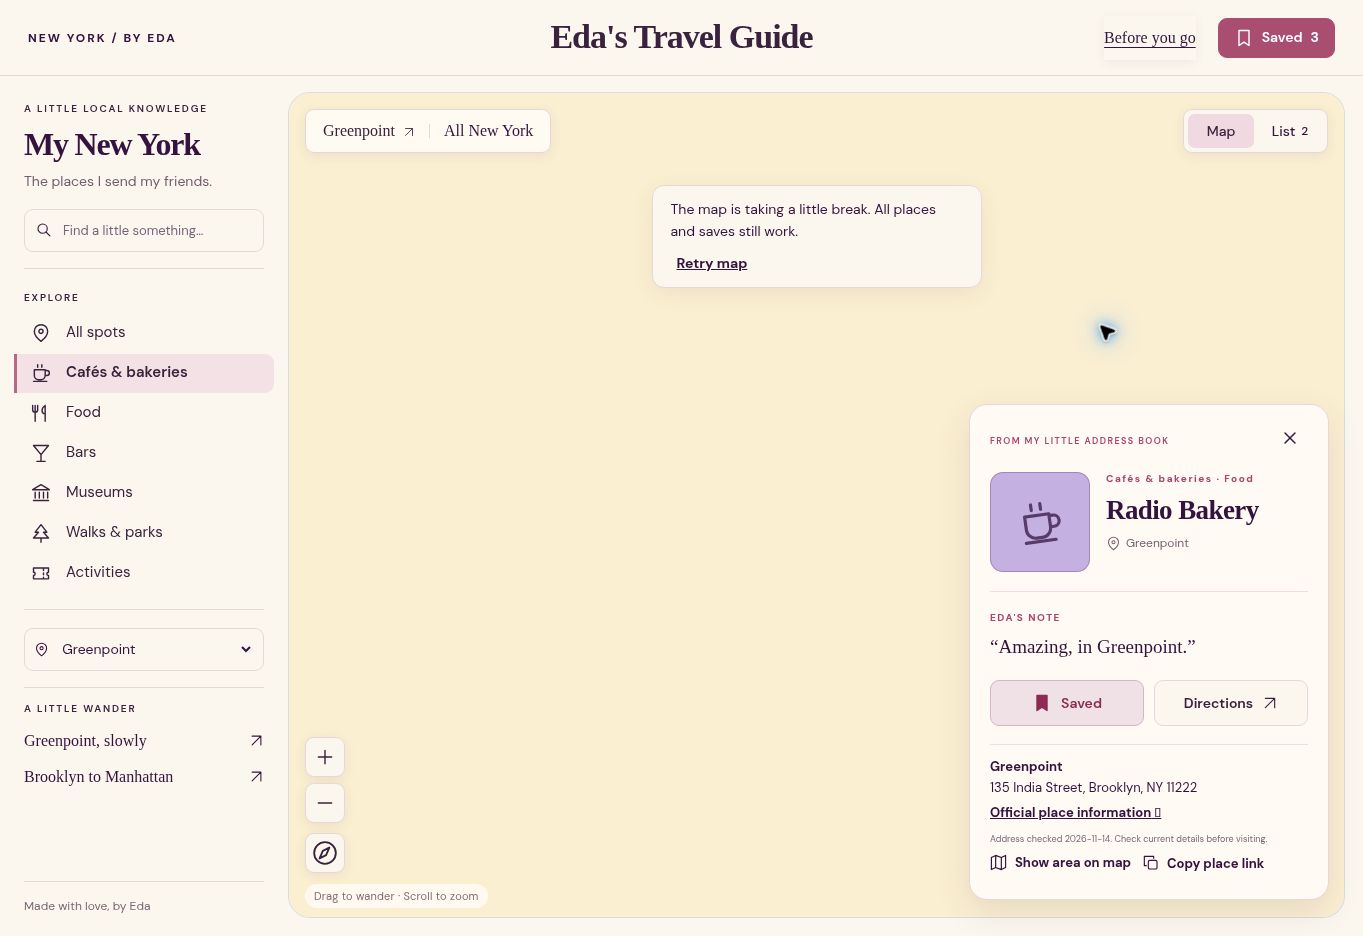 NEW YORK / BY EDA
Eda's Travel Guide
Before you go
Saved 3
A LITTLE LOCAL KNOWLEDGE
My New York
The places I send my friends.
Find a little something...
EXPLORE
All spots
Cafés & bakeries
Food
Bars
Museums
Walks & parks
Activities
Greenpoint
A LITTLE WANDER
Greenpoint, slowly
Brooklyn to Manhattan
Made with love, by Eda
Greenpoint
All New York
Map
List 2
The map is taking a little break. All places
and saves still work.
Retry map
Drag to wander · Scroll to zoom
FROM MY LITTLE ADDRESS BOOK
Cafés & bakeries · Food
Radio Bakery
Greenpoint
EDA'S NOTE
“Amazing, in Greenpoint.”
Saved
Directions
Greenpoint
135 India Street, Brooklyn, NY 11222
Official place information
Address checked 2026-11-14. Check current details before visiting.
Show area on map
Copy place link